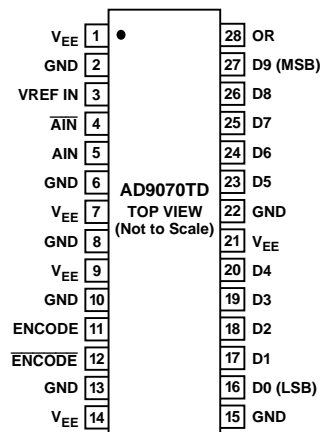 VEE 1 28 OR
GND 2 27 D9 (MSB)
VREF IN 3 26 D8
AIN 4 25 D7
AIN 5 24 D6
GND 6 23 D5
AD9070TD
VEE 7 TOP VIEW 22 GND
GND 8 (Not to Scale) 21 VEE
VEE 9 20 D4
GND 10 19 D3
ENCODE 11 18 D2
ENCODE 12 17 D1
GND 13 16 D0 (LSB)
VEE 14 15 GND